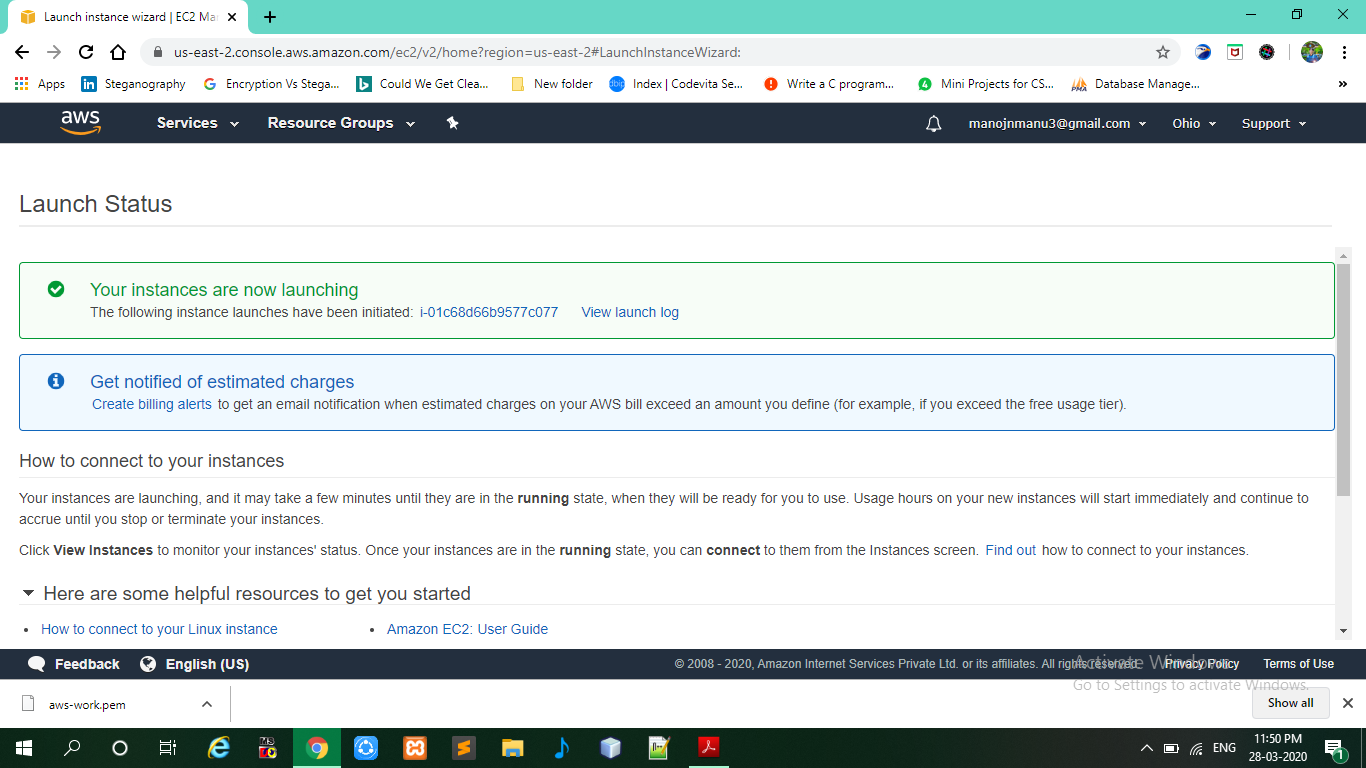 Launch instance wizard | EC2 Ma
us-east-2.console.aws.amazon.com/ec2/v2/home?region=us-east-2#LaunchInstanceWizard:
Apps Steganography Encryption Vs Stega... Could We Get Clea... New folder Index | Codevita Se... Write a C program... Mini Projects for CS... Database Manage... »
aws Services Resource Groups manojnmanu3@gmail.com Ohio Support
Launch Status
Your instances are now launching
The following instance launches have been initiated: i-01c68d66b9577c077 View launch log
Get notified of estimated charges
Create billing alerts to get an email notification when estimated charges on your AWS bill exceed an amount you define (for example, if you exceed the free usage tier).
How to connect to your instances
Your instances are launching, and it may take a few minutes until they are in the running state, when they will be ready for you to use. Usage hours on your new instances will start immediately and continue to
accrue until you stop or terminate your instances.
Click View Instances to monitor your instances' status. Once your instances are in the running state, you can connect to them from the Instances screen. Find out how to connect to your instances.
Here are some helpful resources to get you started
• How to connect to your Linux instance • Amazon EC2: User Guide
Feedback English (US) © 2008 - 2020, Amazon Internet Services Private Ltd. or its affiliates. All rights reserved. Privacy Policy Terms of Use
Activate Windows
Go to Settings to activate Windows.
aws-work.pem Show all
ENG 11:50 PM
28-03-2020 1